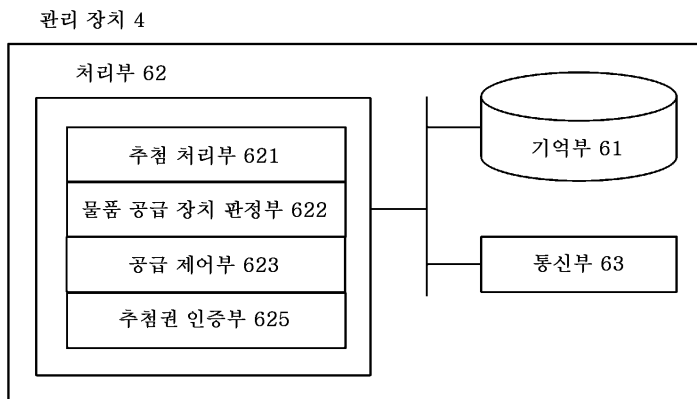 관리 장치 4
처리부 62
추첨 처리부 621
물품 공급 장치 판정부 622
공급 제어부 623
추첨권 인증부 625
기억부 61
통신부 63